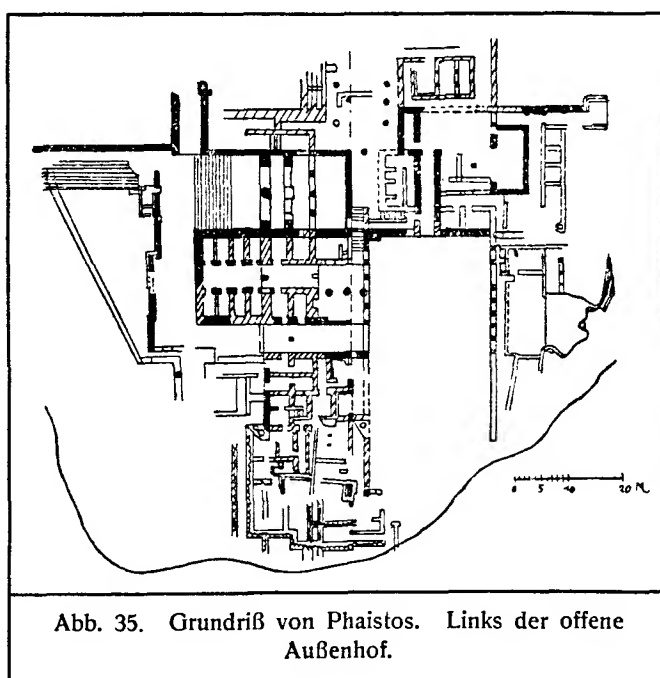 0 5 10 20 M.
Abb. 35. Grundriß von Phaistos. Links der offene
Außenhof.